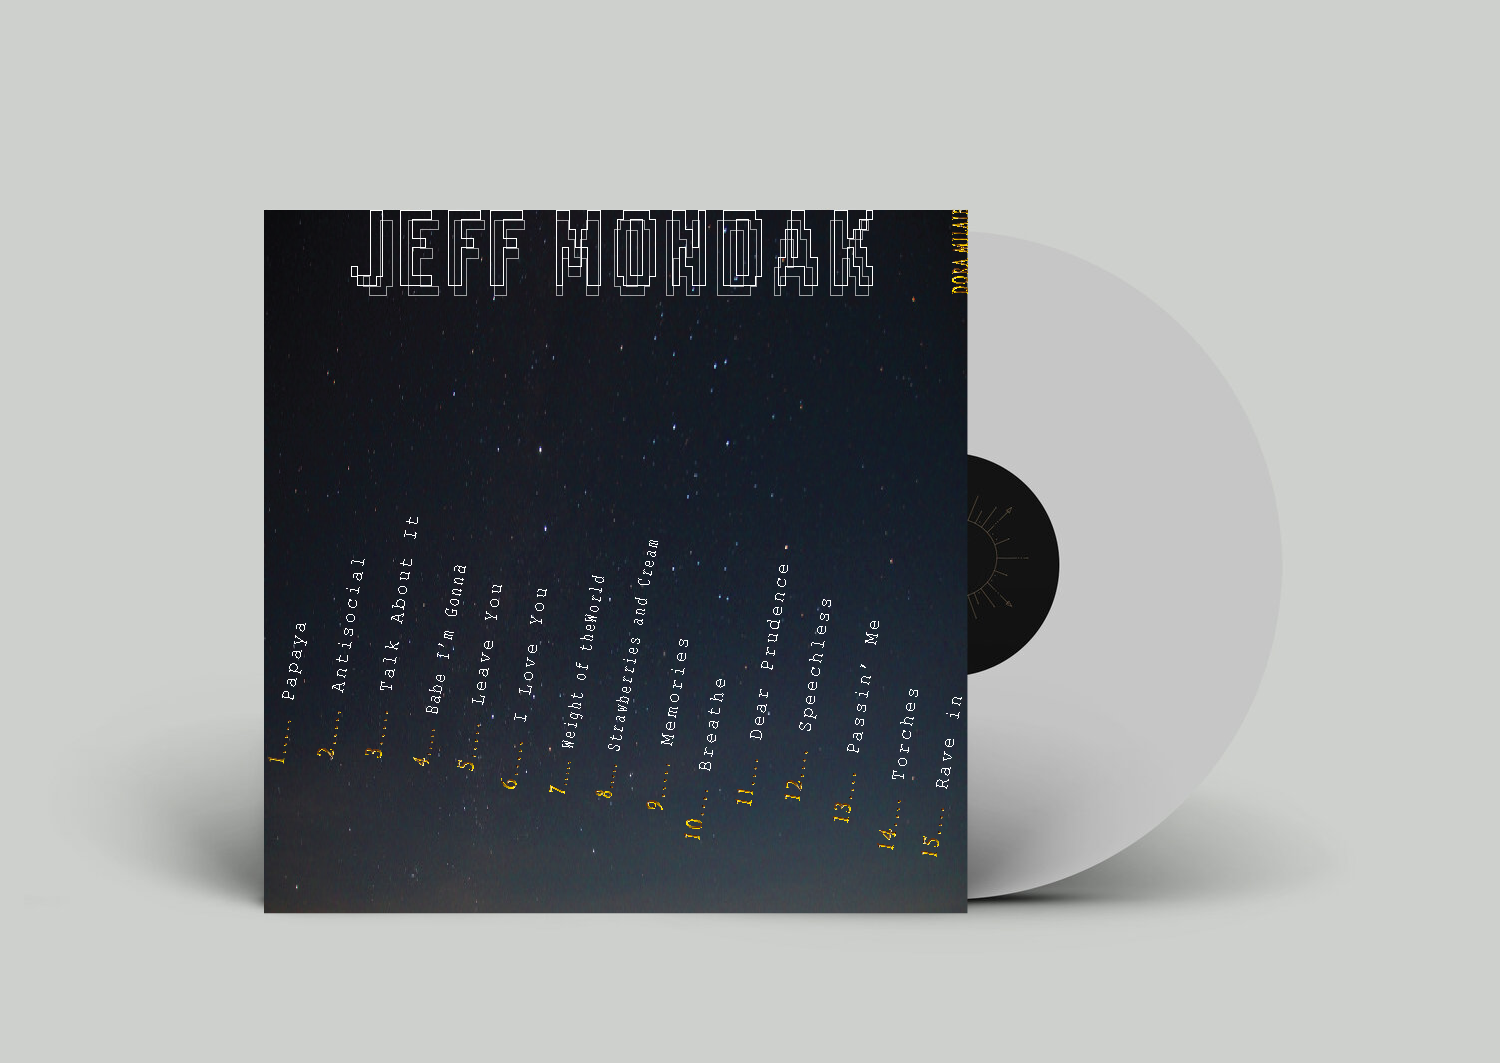 JEFF MONDAK
1..... Papaya
2..... Antisocial
3..... Talk About It
4..... Babe I'm Gonna
5..... Leave You
6..... I Love You
7..... Weight of theWorld
8..... Strawberries and Cream
9..... Memories
10..... Breathe
11..... Dear Prudence
12..... Speechless
13..... Passin' Me
14..... Torches
15..... Rave in